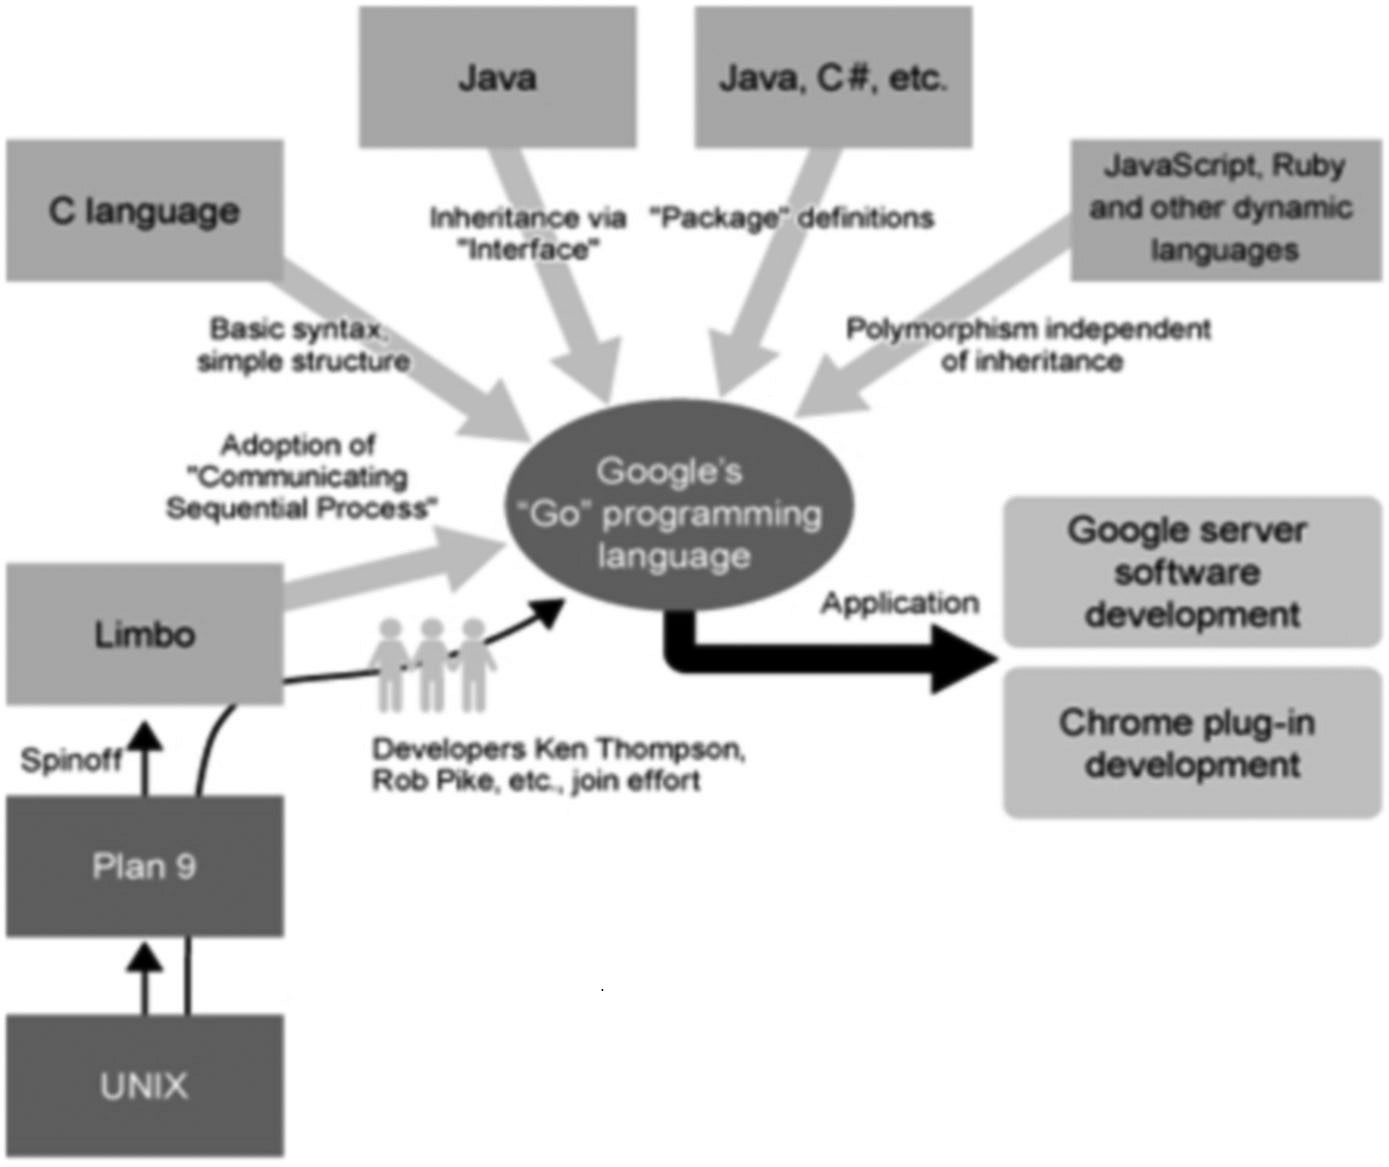 Java
Java, C#, etc.
C language
JavaScript, Ruby
and other dynamic
languages
Inheritance via
"Interface"
"Package" definitions
Basic syntax,
simple structure
Polymorphism independent
of inheritance
Adoption of
"Communicating
Sequential Process"
Google's
"Go" programming
language
Google server
software
development
Application
Limbo
Chrome plug-in
development
Developers Ken Thompson,
Rob Pike, etc., join effort
Spinoff
Plan 9
UNIX